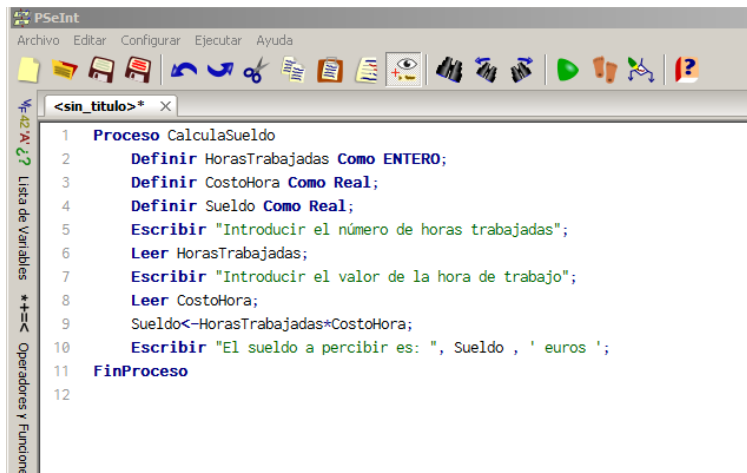 PSeInt
Archivo Editar Configurar Ejecutar Ayuda
<sin_titulo>*
1 Proceso CalculaSueldo
2 Definir HorasTrabajadas Como ENTERO;
3 Definir CostoHora Como Real;
4 Definir Sueldo Como Real;
5 Escribir "Introducir el número de horas trabajadas";
6 Leer HorasTrabajadas;
7 Escribir "Introducir el valor de la hora de trabajo";
8 Leer CostoHora;
9 Sueldo<-HorasTrabajadas*CostoHora;
10 Escribir "El sueldo a percibir es: ", Sueldo , ' euros ';
11 FinProceso
12
42 'A' ¿? Lista de Variables
*+=< Operadores y Funcione